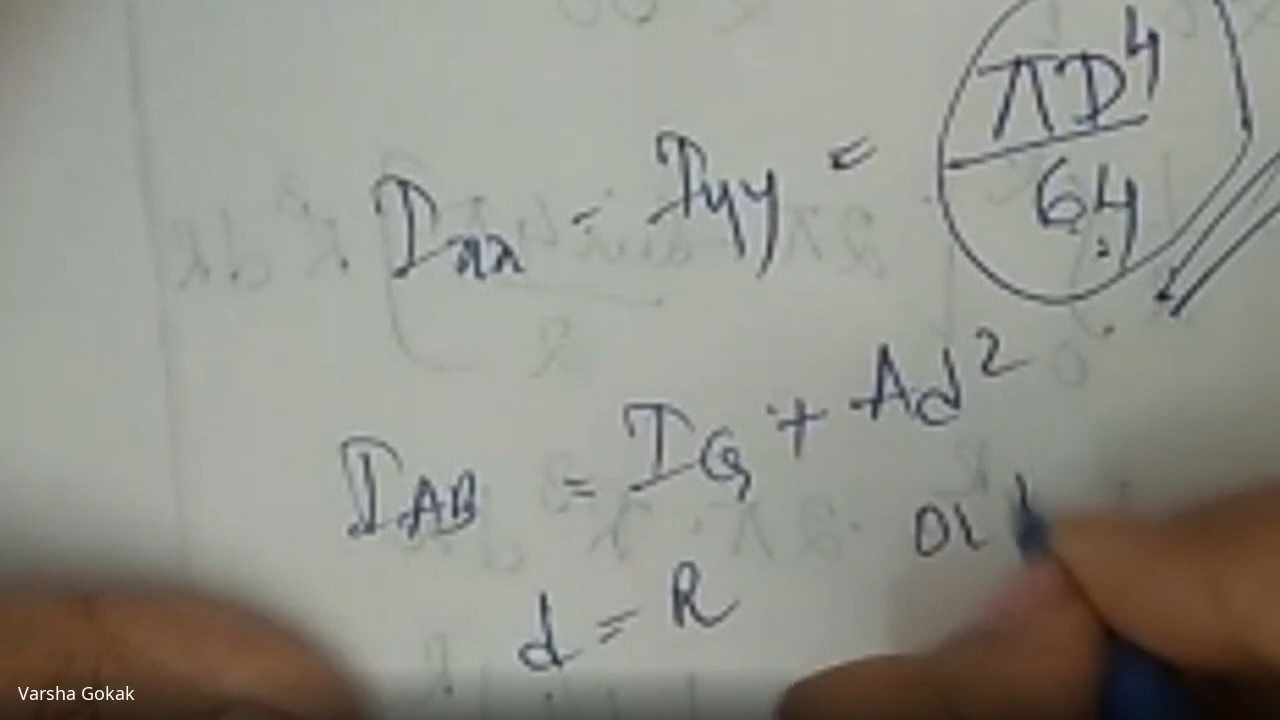 Ixx = Iyy = πD⁴/64
IAB = IG + Ad²
d = R or
Varsha Gokak